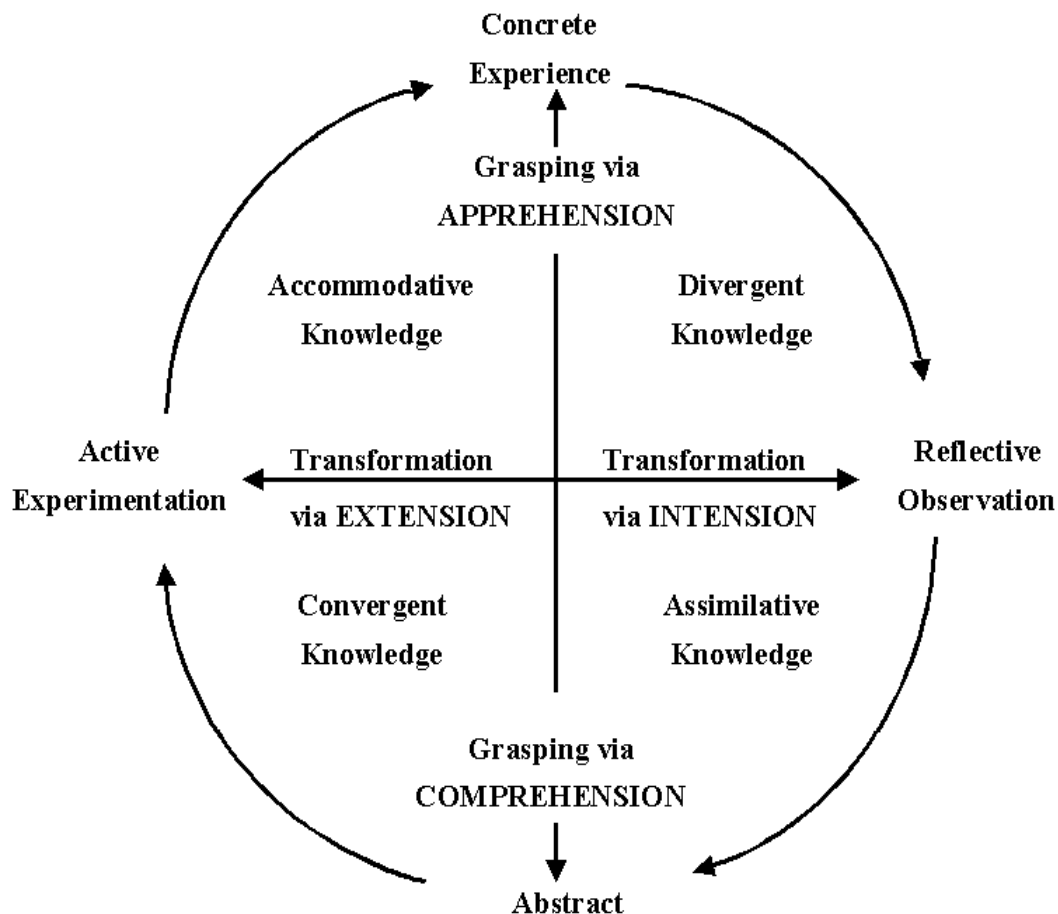 Concrete
Experience
Grasping via
APPREHENSION
Accommodative
Knowledge
Divergent
Knowledge
Active
Experimentation
Transformation
via EXTENSION
Transformation
via INTENSION
Reflective
Observation
Convergent
Knowledge
Assimilative
Knowledge
Grasping via
COMPREHENSION
Abstract